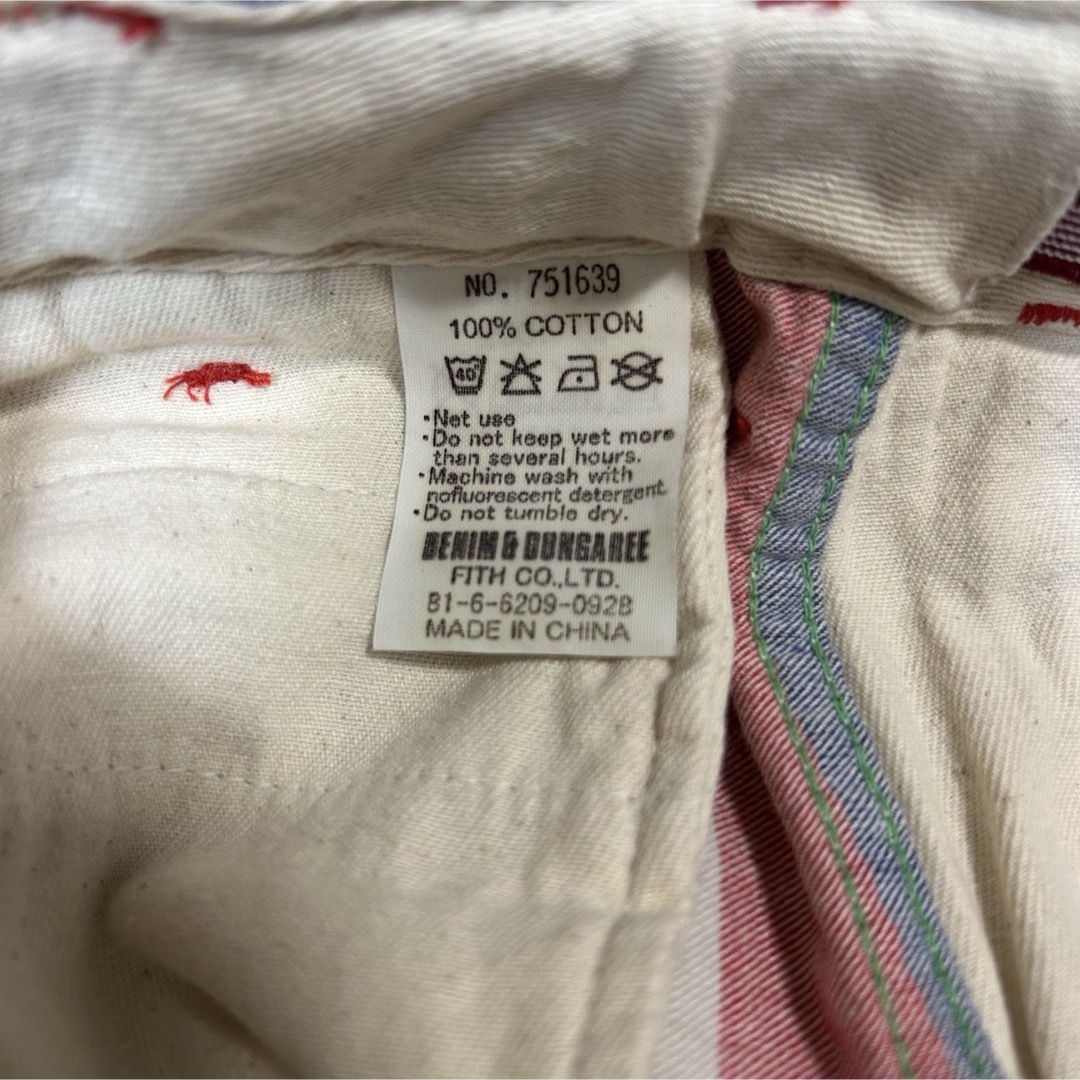 NO. 751639
100% COTTON
40°
·Net use
·Do not keep wet more
than several hours.
·Machine wash with
nofluorescent detergent.
·Do not tumble dry.
DENIM & DUNGAREE
FITH CO.,LTD.
81-6-6209-0928
MADE IN CHINA